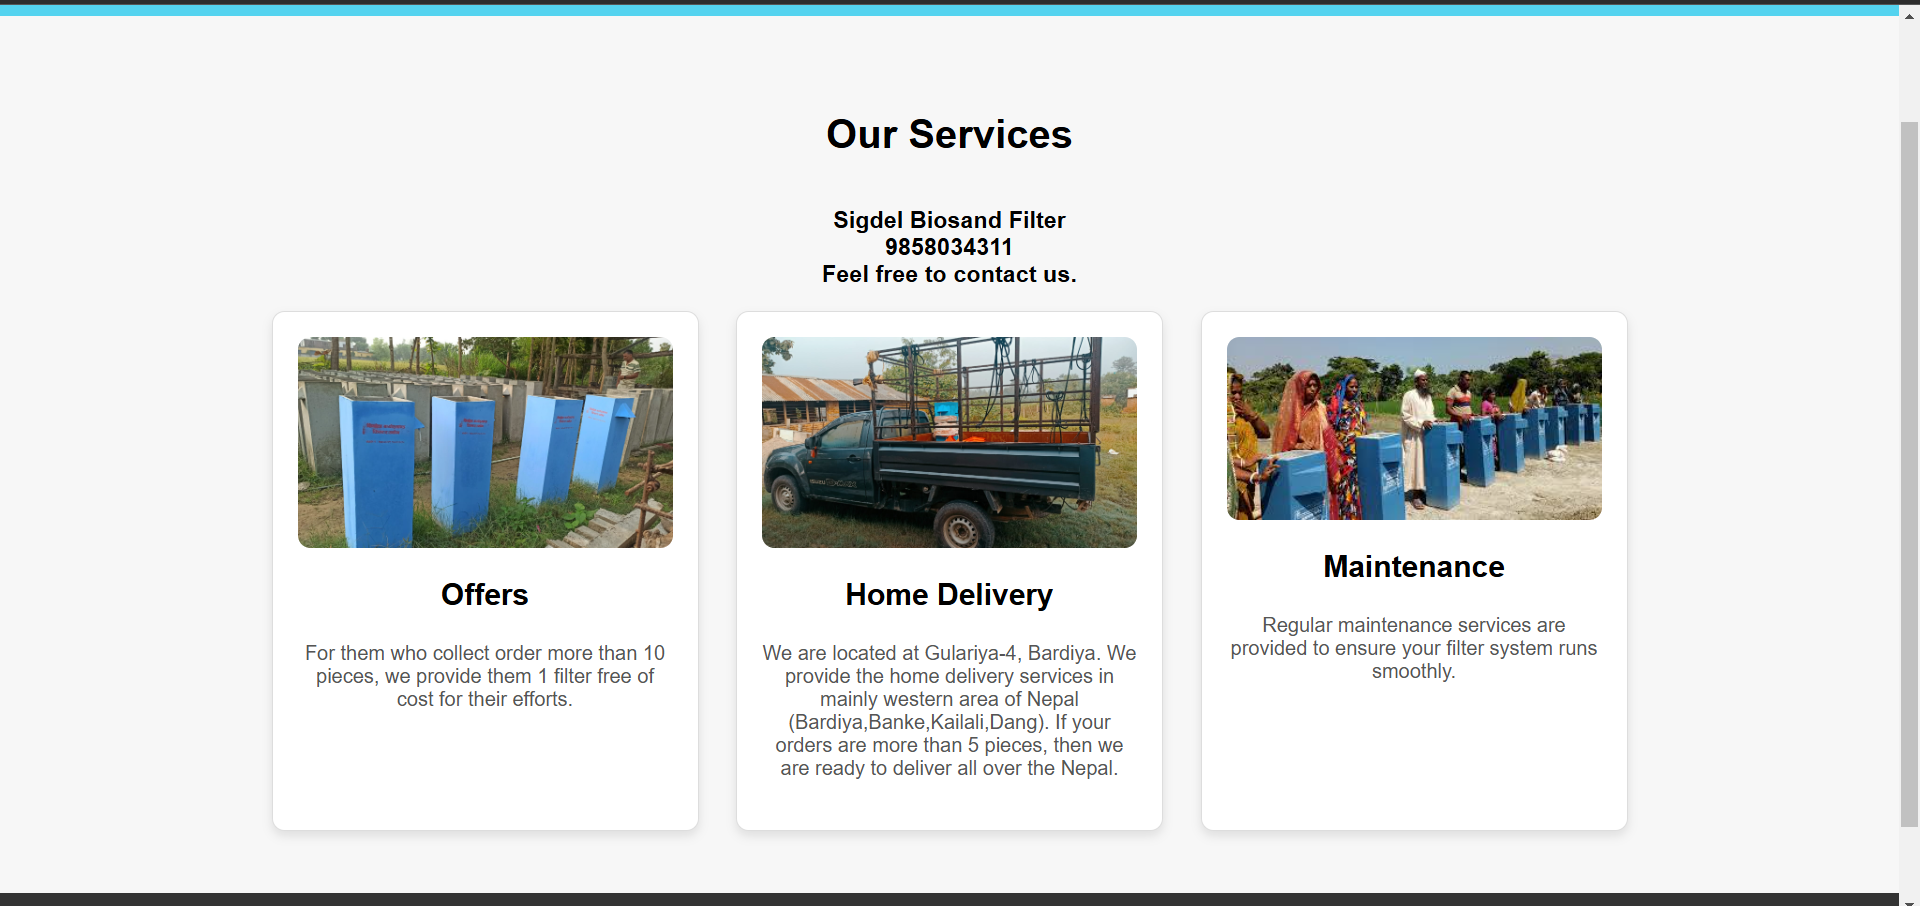 Our Services
Sigdel Biosand Filter
9858034311
Feel free to contact us.
Offers
For them who collect order more than 10
pieces, we provide them 1 filter free of
cost for their efforts.
Home Delivery
We are located at Gulariya-4, Bardiya. We
provide the home delivery services in
mainly western area of Nepal
(Bardiya,Banke,Kailali,Dang). If your
orders are more than 5 pieces, then we
are ready to deliver all over the Nepal.
Maintenance
Regular maintenance services are
provided to ensure your filter system runs
smoothly.